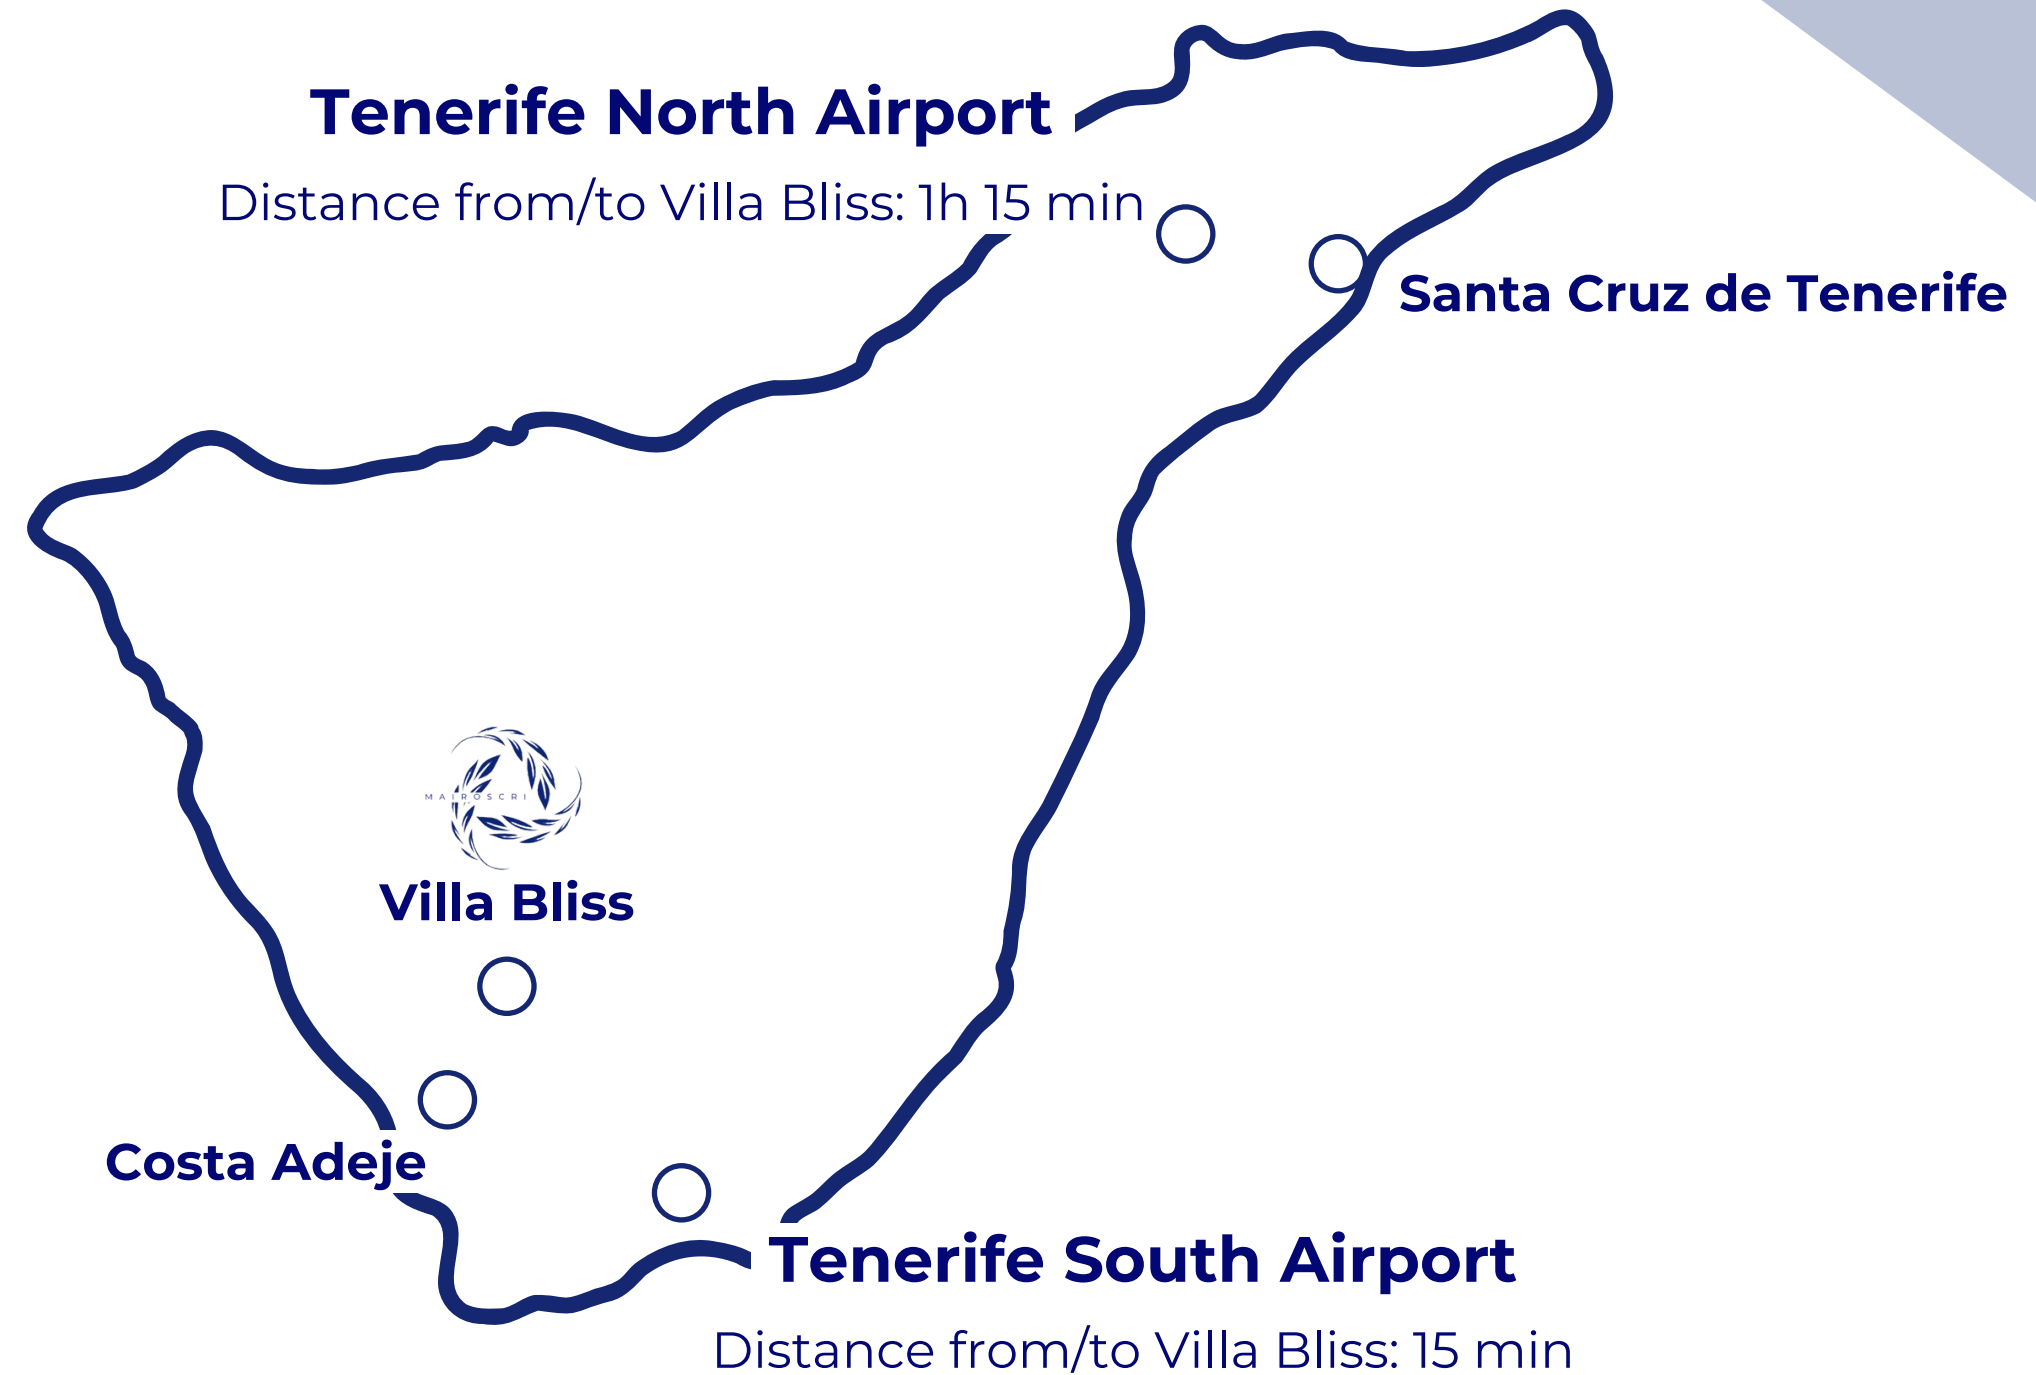 Tenerife North Airport
Distance from/to Villa Bliss: 1h 15 min
Santa Cruz de Tenerife
MAIROSCRI
Villa Bliss
Costa Adeje
Tenerife South Airport
Distance from/to Villa Bliss: 15 min